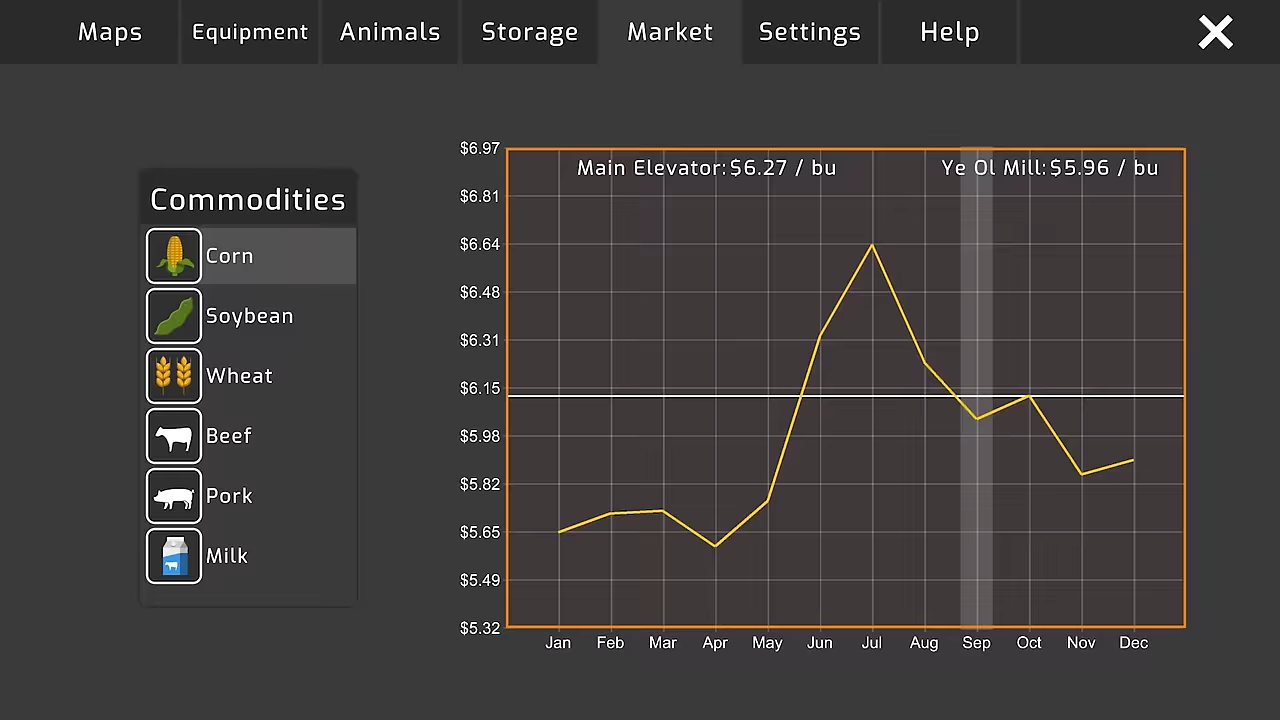 Maps Equipment Animals Storage Market Settings Help
Commodities
Corn
Soybean
Wheat
Beef
Pork
Milk
Main Elevator:$6.27 / bu Ye Ol Mill:$5.96 / bu
$6.97
$6.81
$6.64
$6.48
$6.31
$6.15
$5.98
$5.82
$5.65
$5.49
$5.32
Jan Feb Mar Apr May Jun Jul Aug Sep Oct Nov Dec